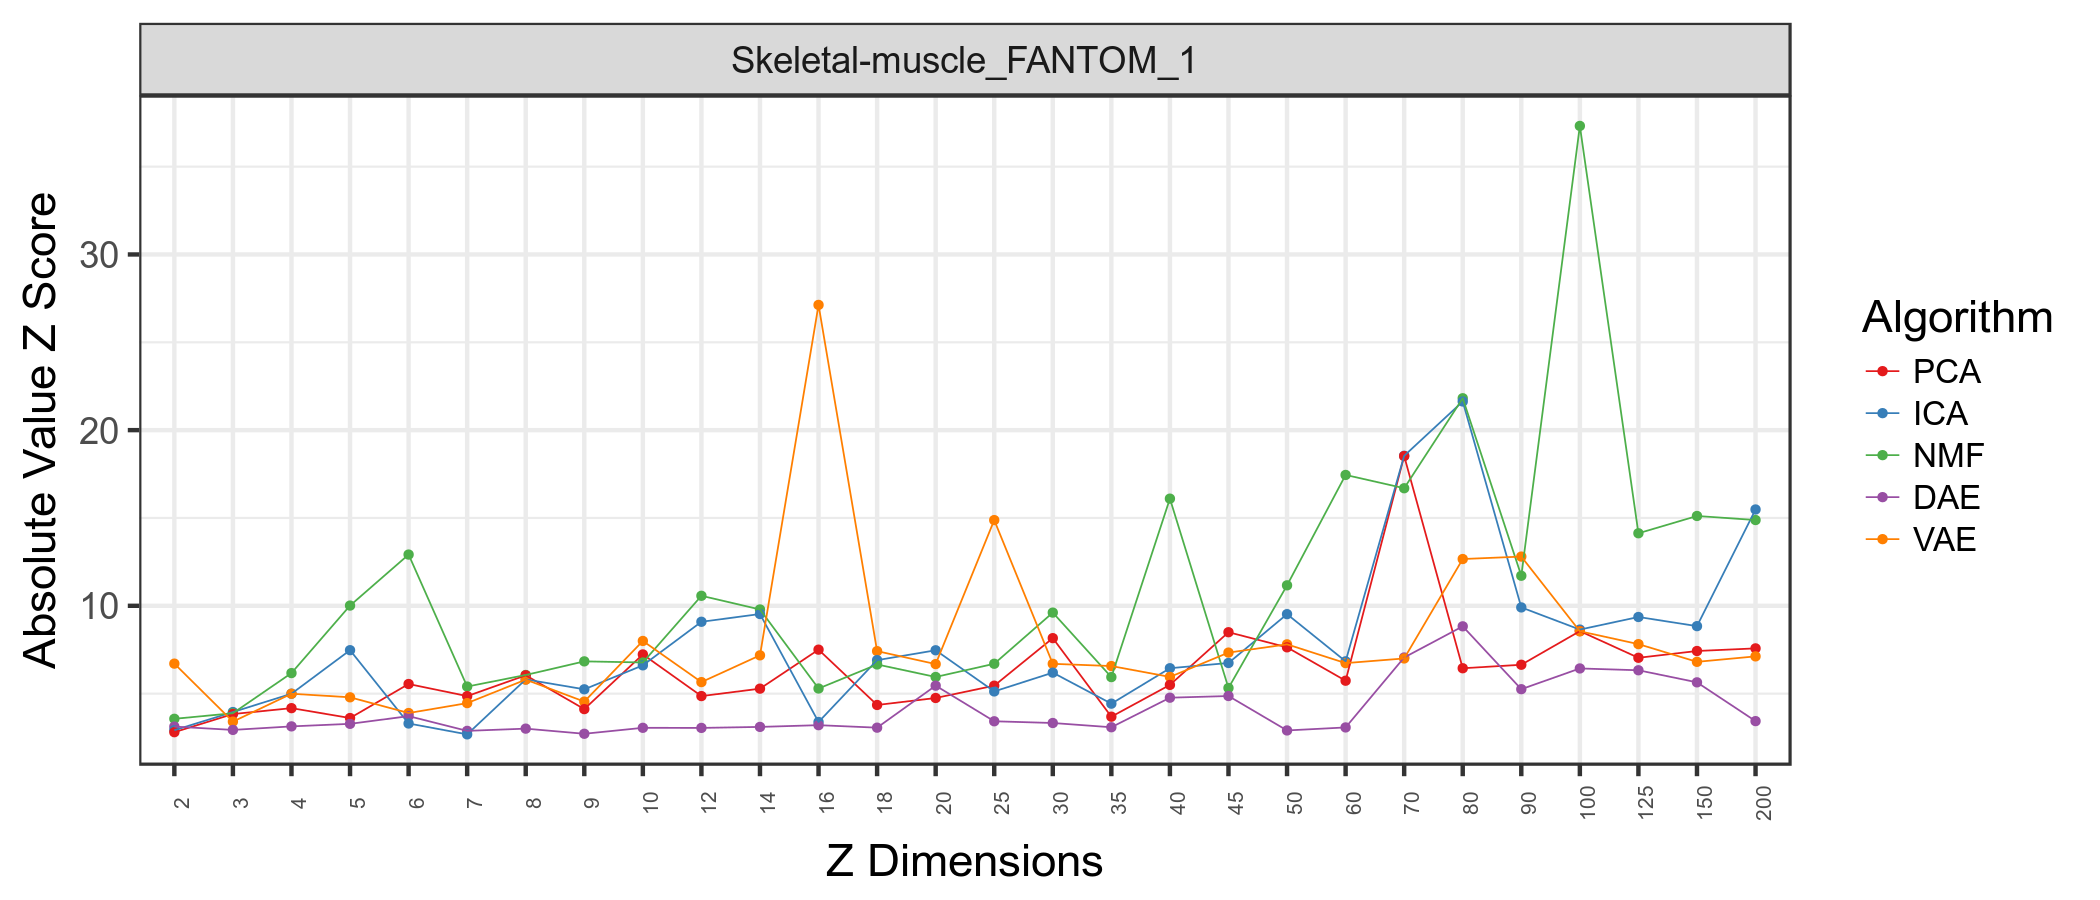 Skeletal-muscle_FANTOM_1
Absolute Value Z Score
30
20
10
2 3 4 5 6 7 8 9 10 12 14 16 18 20 25 30 35 40 45 50 60 70 80 90 100 125 150 200
Z Dimensions
Algorithm
PCA
ICA
NMF
DAE
VAE